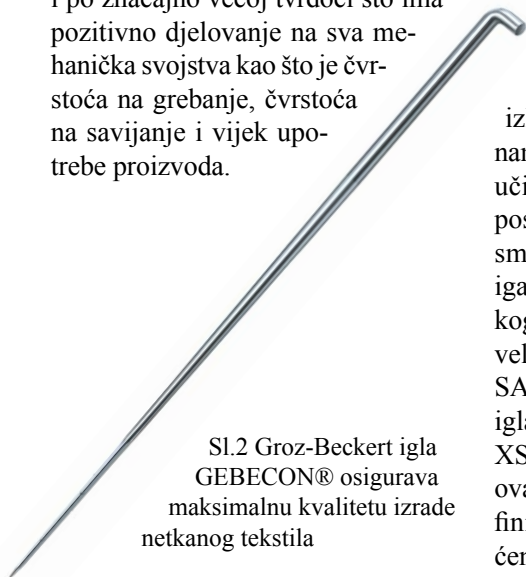 i po značajno većoj tvrdoći što ima
pozitivno djelovanje na sva me-
hanička svojstva kao što je čvr-
stoća na grebanje, čvrstoća
na savijanje i vijek upo-
trebe proizvoda.
Sl.2 Groz-Beckert igla
GEBECON® osigurava
maksimalnu kvalitetu izrade
netkanog tekstila
iz
nar
uči
pos
sm
iga
kog
vel
SA
igla
XS
ova
fin
ćen